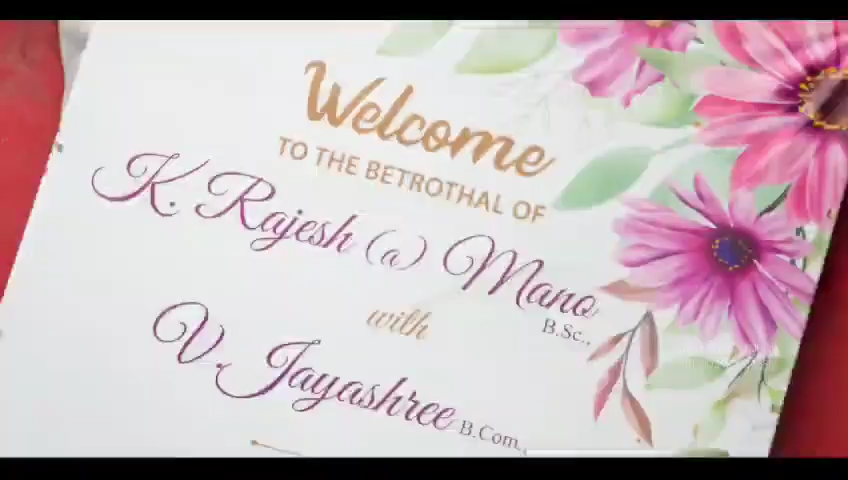 Welcome
TO THE BETROTHAL OF
K. Rajesh (a) Mano
B.Sc.,
with
V. Jayashree B.Com.,